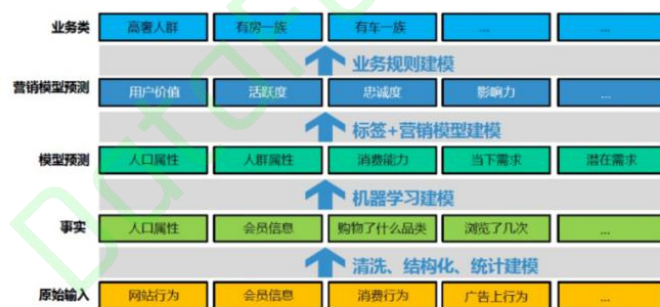 业务类 高奢人群 有房一族 有车一族 ... ...
业务规则建模
营销模型预测 用户价值 活跃度 忠诚度 影响力 ...
标签+营销模型建模
模型预测 人口属性 人群属性 消费能力 当下需求 潜在需求
机器学习建模
事实 人口属性 会员信息 购物了什么品类 浏览了几次 ...
清洗、结构化、统计建模
原始输入 网站行为 会员信息 消费行为 广告上行为 ...